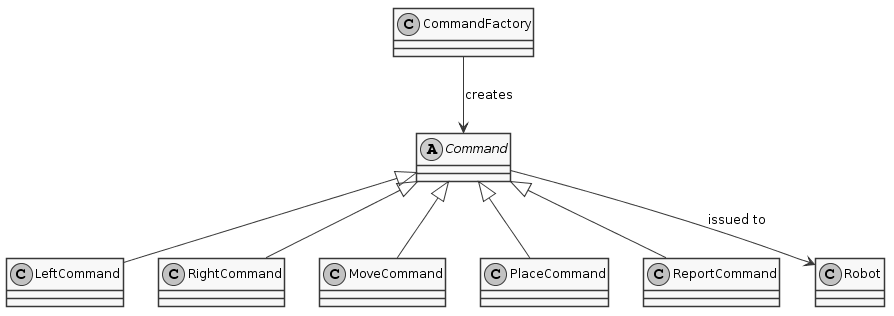 C CommandFactory
creates
A Command
issued to
C LeftCommand
C RightCommand
C MoveCommand
C PlaceCommand
C ReportCommand
C Robot